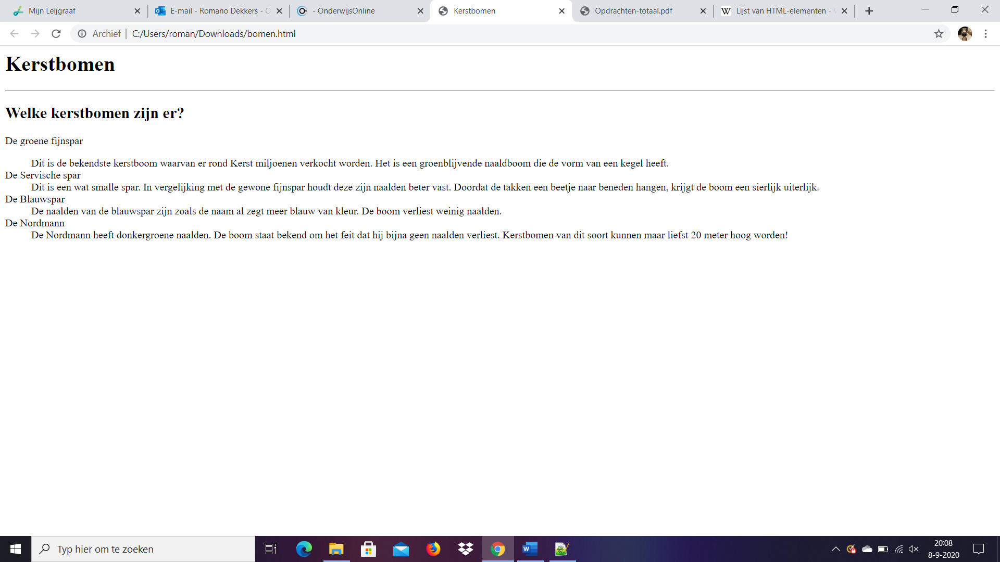 Mijn Leijgraaf
E-mail - Romano Dekkers - O
- OnderwijsOnline
Kerstbomen
Opdrachten-totaal.pdf
Lijst van HTML-elementen -
Archief
C:/Users/roman/Downloads/bomen.html
Kerstbomen
Welke kerstbomen zijn er?
De groene fijnspar
Dit is de bekendste kerstboom waarvan er rond Kerst miljoenen verkocht worden. Het is een groenblijvende naaldboom die de vorm van een kegel heeft.
De Servische spar
Dit is een wat smalle spar. In vergelijking met de gewone fijnspar houdt deze zijn naalden beter vast. Doordat de takken een beetje naar beneden hangen, krijgt de boom een sierlijk uiterlijk.
De Blauwspar
De naalden van de blauwspar zijn zoals de naam al zegt meer blauw van kleur. De boom verliest weinig naalden.
De Nordmann
De Nordmann heeft donkergroene naalden. De boom staat bekend om het feit dat hij bijna geen naalden verliest. Kerstbomen van dit soort kunnen maar liefst 20 meter hoog worden!
Typ hier om te zoeken
20:08
8-9-2020